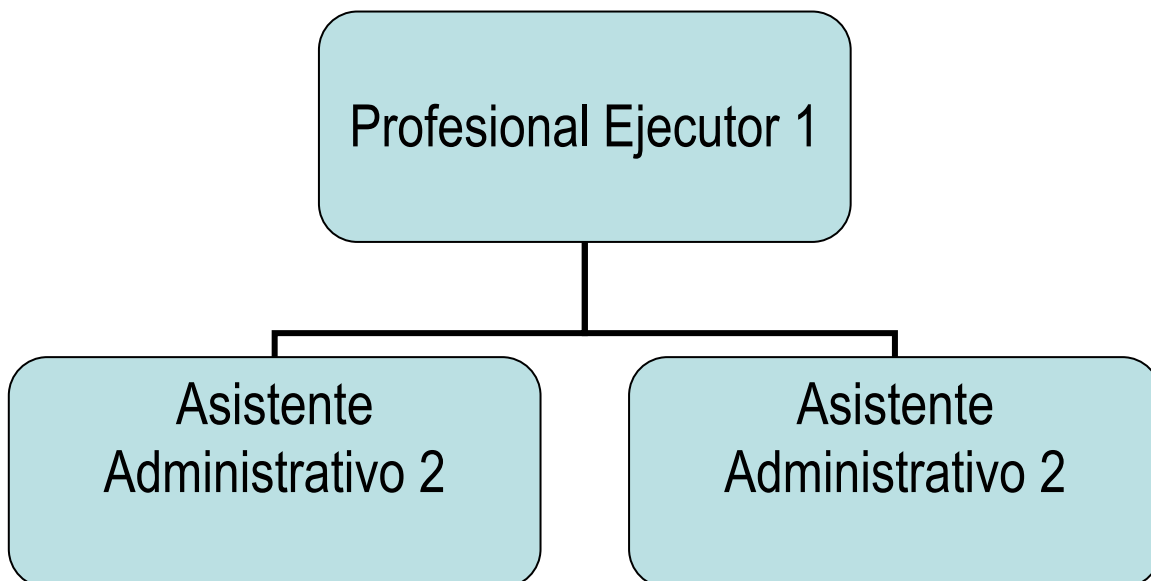 Profesional Ejecutor 1
Asistente
Administrativo 2
Asistente
Administrativo 2